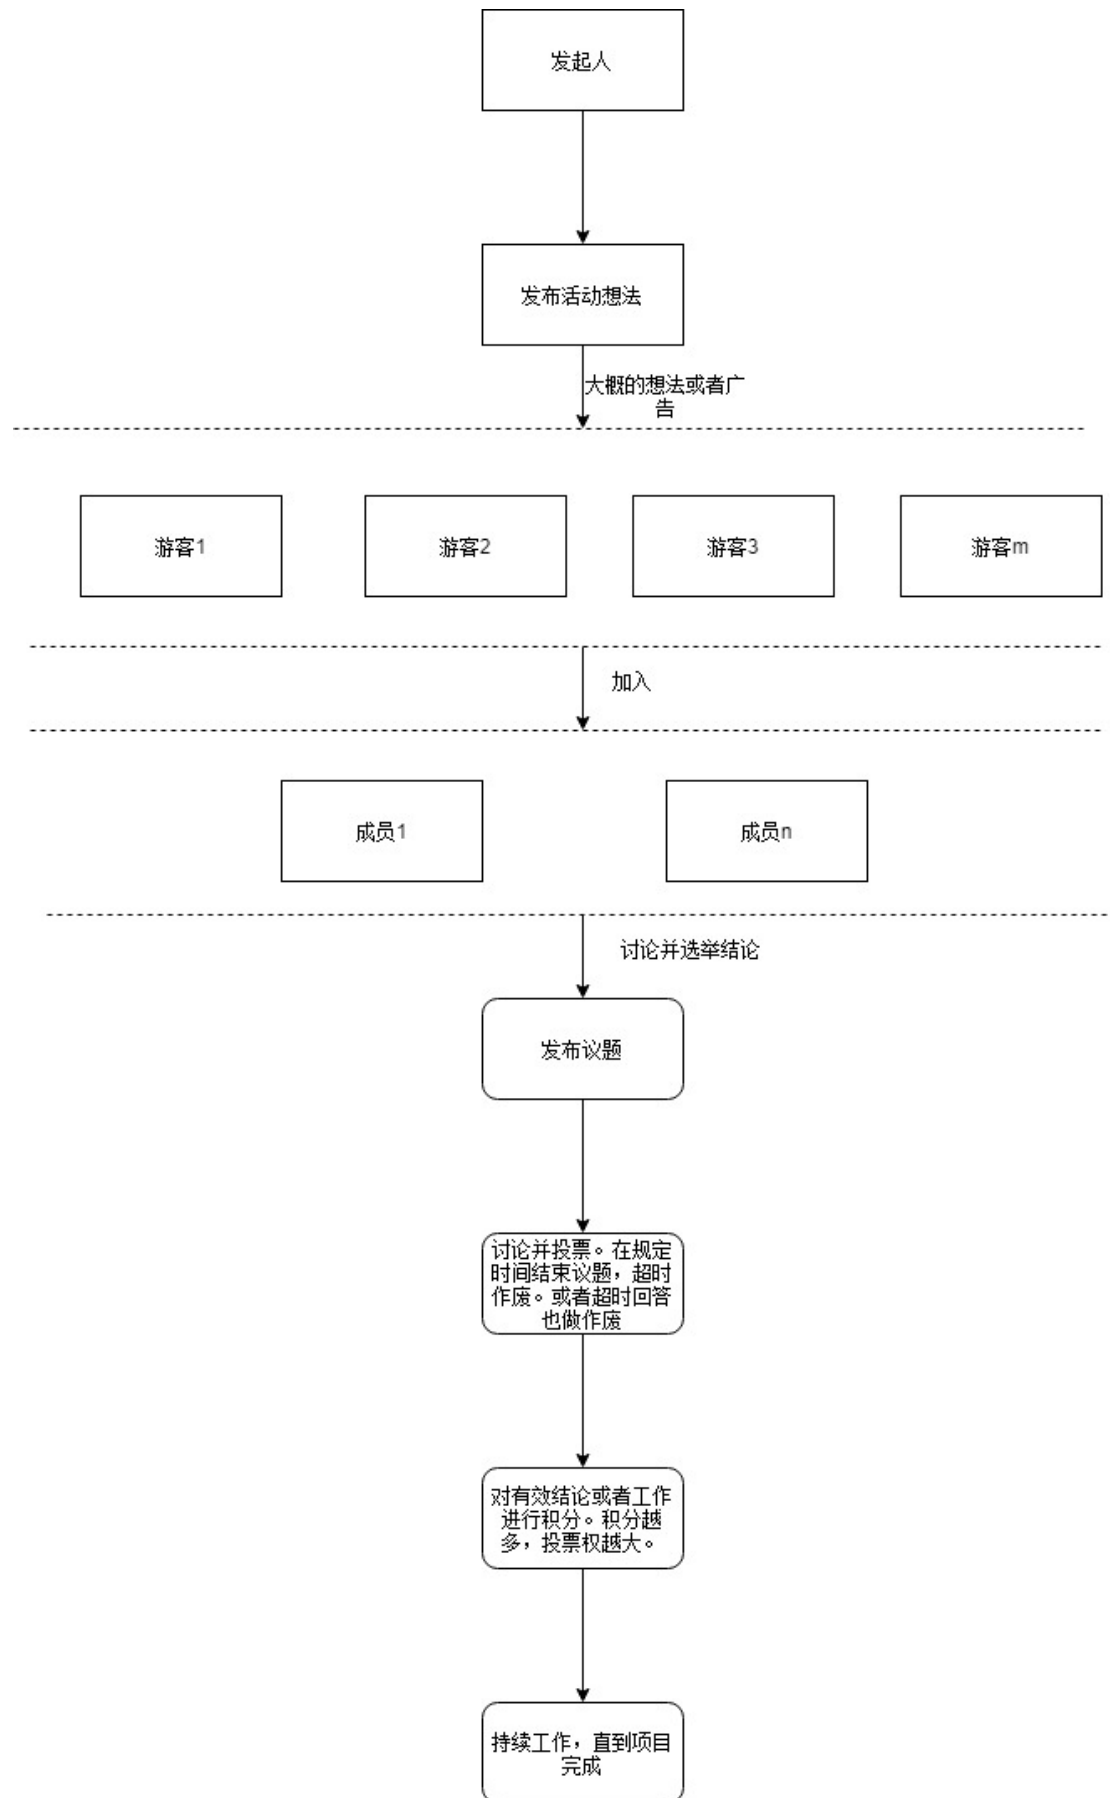 发起人
发布活动想法
大概的想法或者广
告
游客1
游客2
游客3
游客m
加入
成员1
成员n
讨论并选举结论
发布议题
讨论并投票。在规定
时间结束议题，超时
作废。或者超时回答
也做作废
对有效结论或者工作
进行积分。积分越
多，投票权越大。
持续工作，直到项目
完成